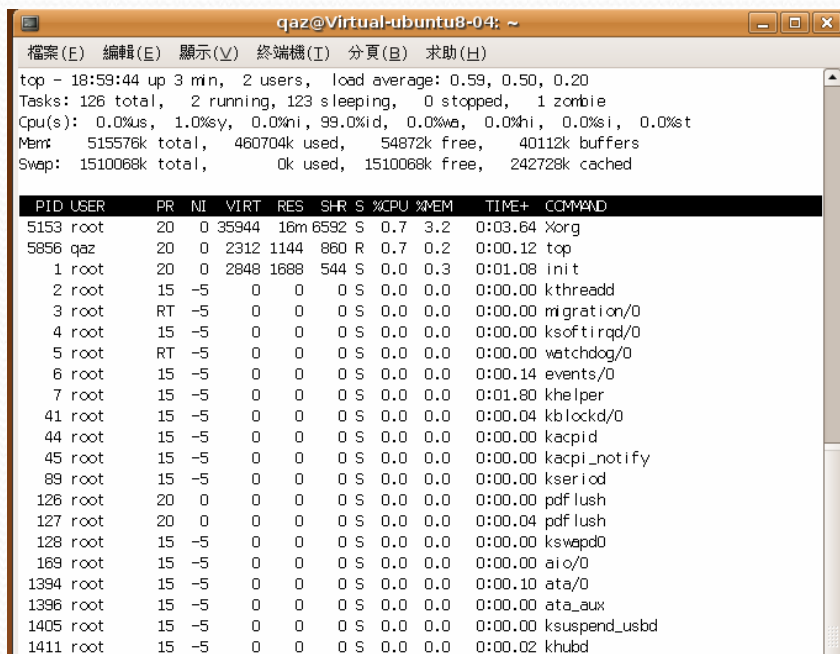 qaz@Virtual-ubuntu8-04: ~
檔案(F) 編輯(E) 顯示(V) 終端機(T) 分頁(B) 求助(H)
top - 18:59:44 up 3 min, 2 users, load average: 0.59, 0.50, 0.20
Tasks: 126 total, 2 running, 123 sleeping, 0 stopped, 1 zombie
Cpu(s): 0.0%us, 1.0%sy, 0.0%ni, 99.0%id, 0.0%wa, 0.0%hi, 0.0%si, 0.0%st
Mem: 515576k total, 460704k used, 54872k free, 40112k buffers
Swap: 1510068k total, 0k used, 1510068k free, 242728k cached
PID USER PR NI VIRT RES SHR S %CPU %MEM TIME+ COMMAND
5153 root 20 0 35944 16m 6592 S 0.7 3.2 0:03.64 Xorg
5856 qaz 20 0 2312 1144 860 R 0.7 0.2 0:00.12 top
1 root 20 0 2848 1688 544 S 0.0 0.3 0:01.08 init
2 root 15 -5 0 0 0 S 0.0 0.0 0:00.00 kthreadd
3 root RT -5 0 0 0 S 0.0 0.0 0:00.00 migration/0
4 root 15 -5 0 0 0 S 0.0 0.0 0:00.00 ksoftirqd/0
5 root RT -5 0 0 0 S 0.0 0.0 0:00.00 watchdog/0
6 root 15 -5 0 0 0 S 0.0 0.0 0:00.14 events/0
7 root 15 -5 0 0 0 S 0.0 0.0 0:01.80 khelper
41 root 15 -5 0 0 0 S 0.0 0.0 0:00.04 kblockd/0
44 root 15 -5 0 0 0 S 0.0 0.0 0:00.00 kacpid
45 root 15 -5 0 0 0 S 0.0 0.0 0:00.00 kacpi_notify
89 root 15 -5 0 0 0 S 0.0 0.0 0:00.00 kseriod
126 root 20 0 0 0 0 S 0.0 0.0 0:00.00 pdflush
127 root 20 0 0 0 0 S 0.0 0.0 0:00.04 pdflush
128 root 15 -5 0 0 0 S 0.0 0.0 0:00.00 kswapd0
169 root 15 -5 0 0 0 S 0.0 0.0 0:00.00 aio/0
1394 root 15 -5 0 0 0 S 0.0 0.0 0:00.10 ata/0
1396 root 15 -5 0 0 0 S 0.0 0.0 0:00.00 ata_aux
1405 root 15 -5 0 0 0 S 0.0 0.0 0:00.00 ksuspend_usbd
1411 root 15 -5 0 0 0 S 0.0 0.0 0:00.02 khubd